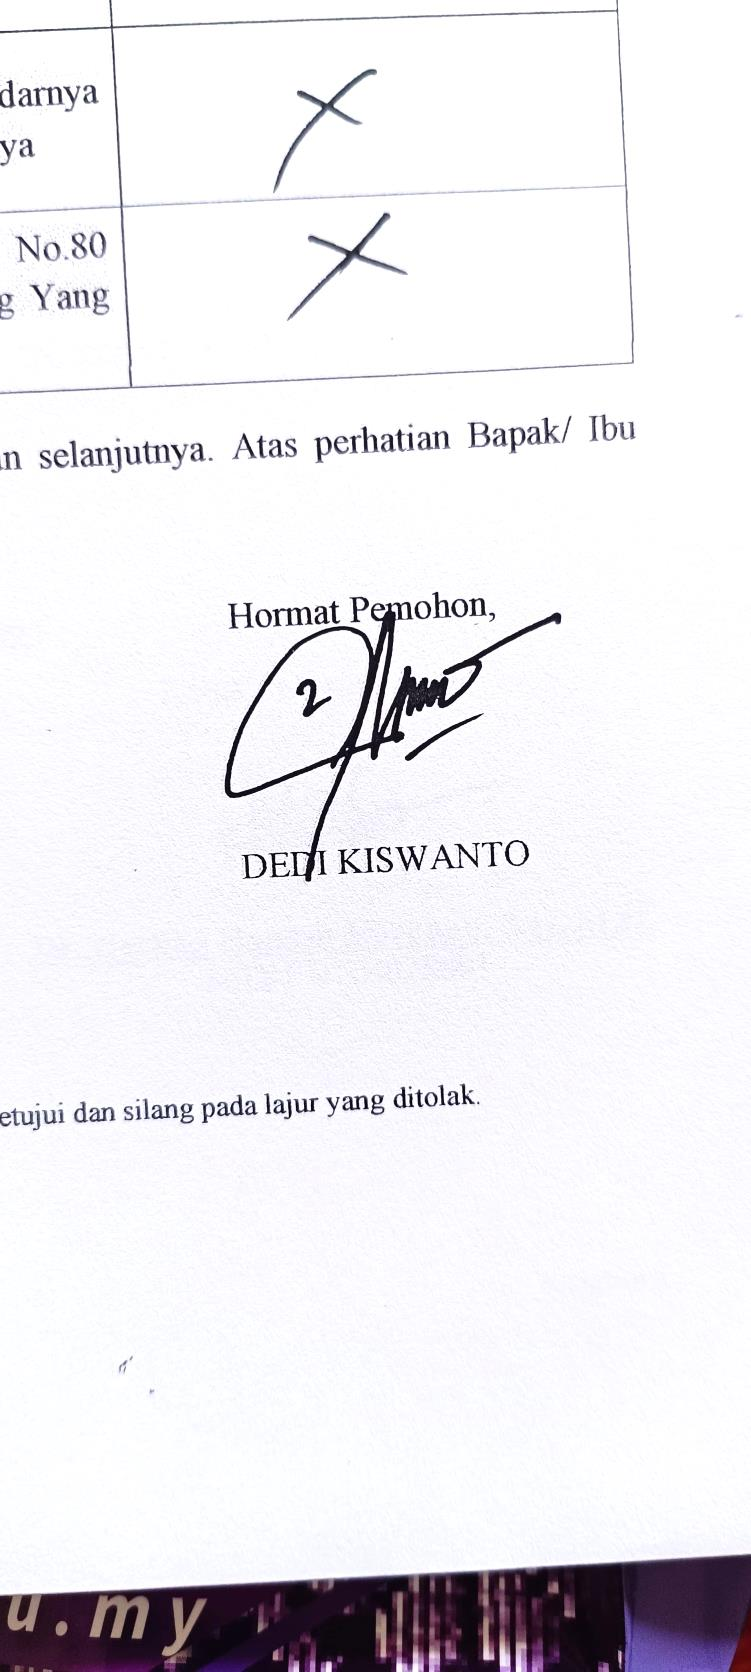 darnya
ya
No.80
g Yang
n selanjutnya. Atas perhatian Bapak/ Ibu
Hormat Pemohon,
2
DEDI KISWANTO
etujui dan silang pada lajur yang ditolak.
u.my